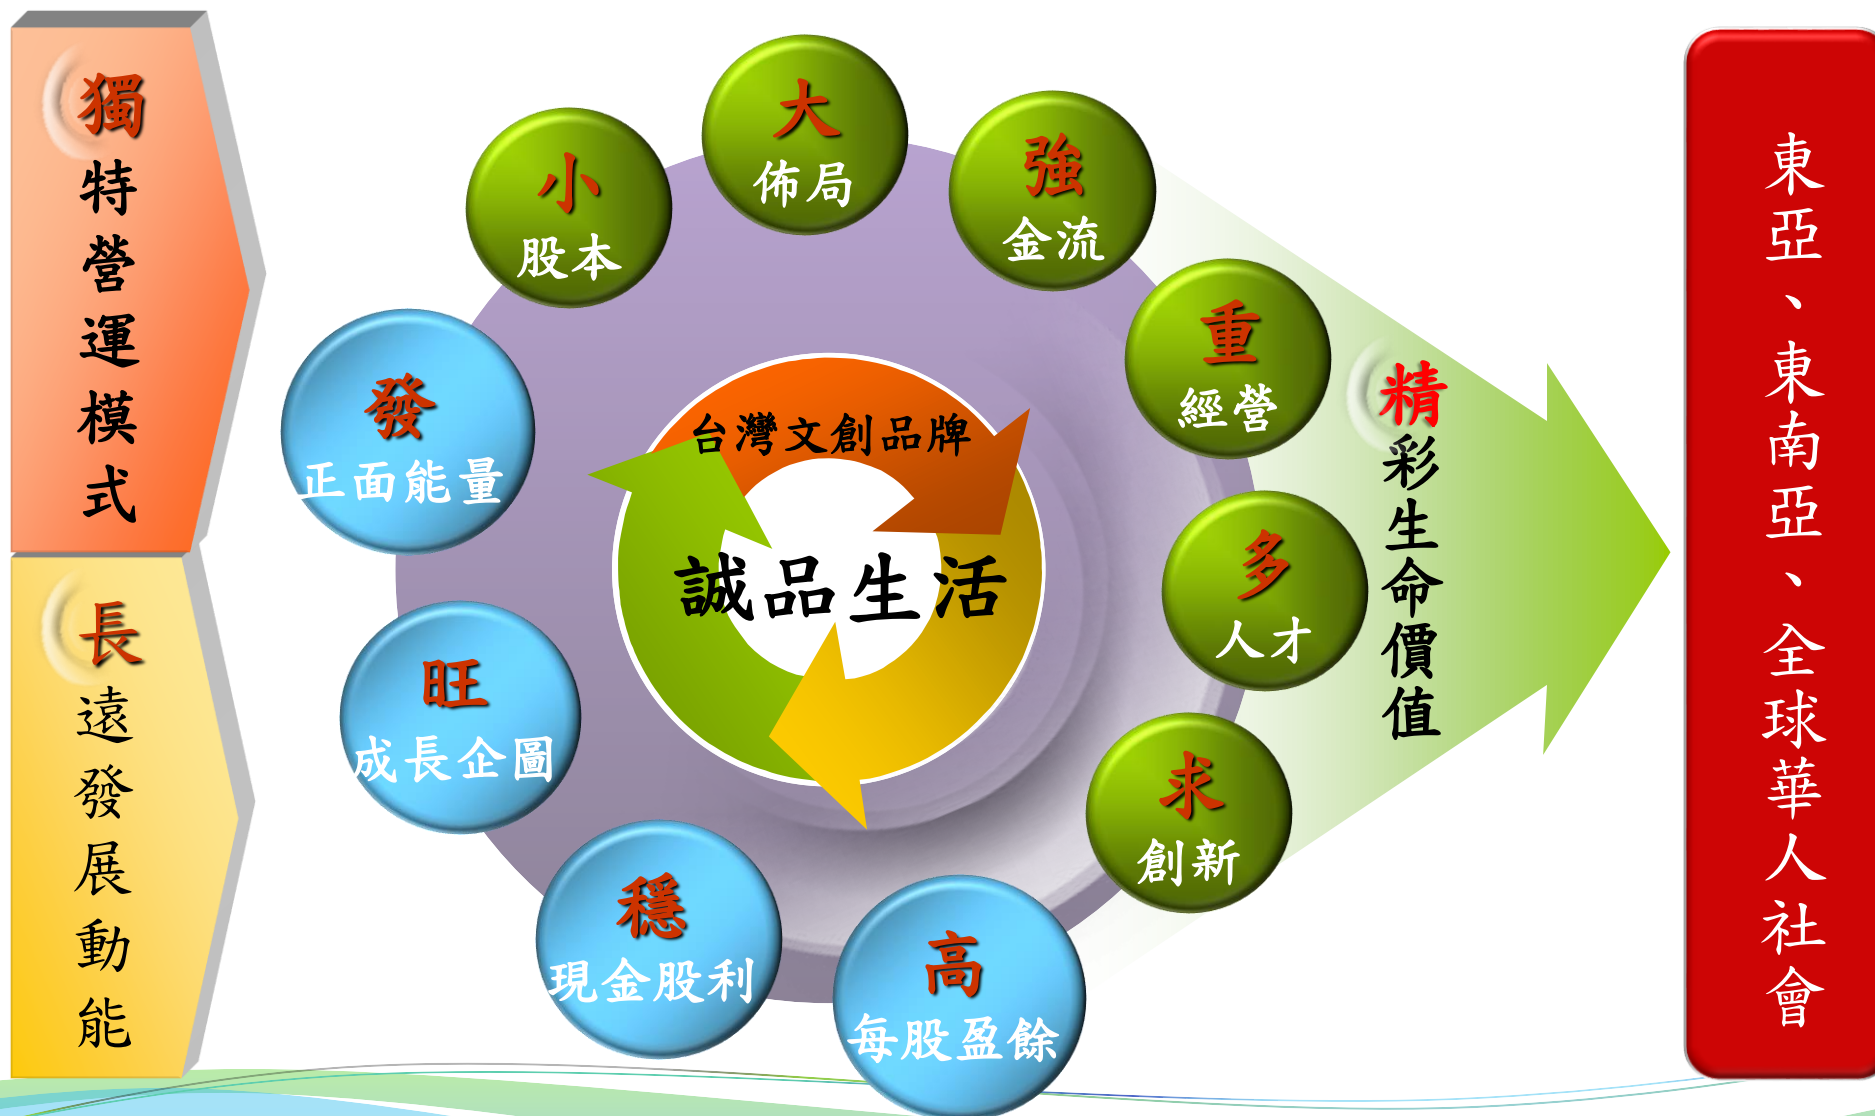 獨特營運模式
長遠發展動能
小
股本
大
佈局
強
金流
重
經營
多
人才
求
創新
高
每股盈餘
穩
現金股利
旺
成長企圖
發
正面能量
台灣文創品牌
誠品生活
精彩生命價值
東亞、東南亞、全球華人社會